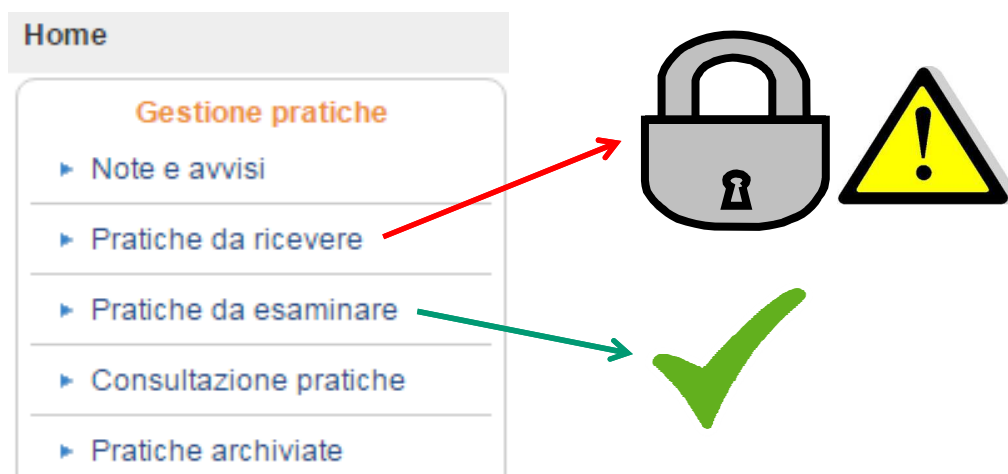 Home
Gestione pratiche
Note e avvisi
Pratiche da ricevere
Pratiche da esaminare
Consultazione pratiche
Pratiche archiviate